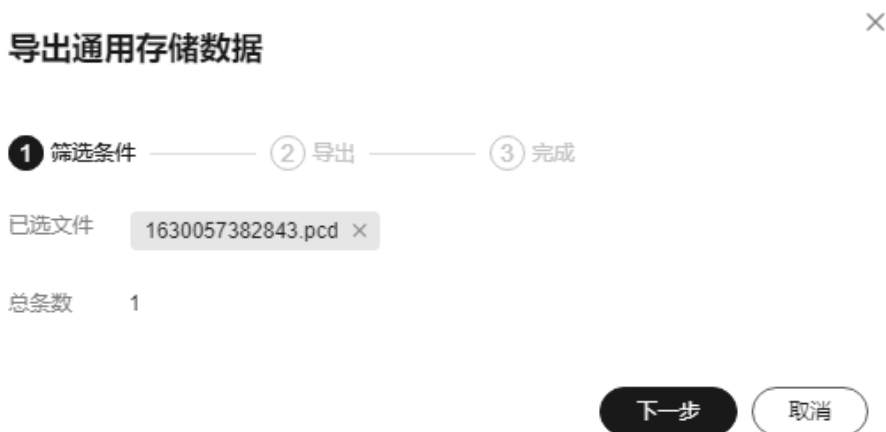 导出通用存储数据
1 筛选条件 2 导出 3 完成
已选文件 1630057382843.pcd ×
总条数 1
下一步 取消